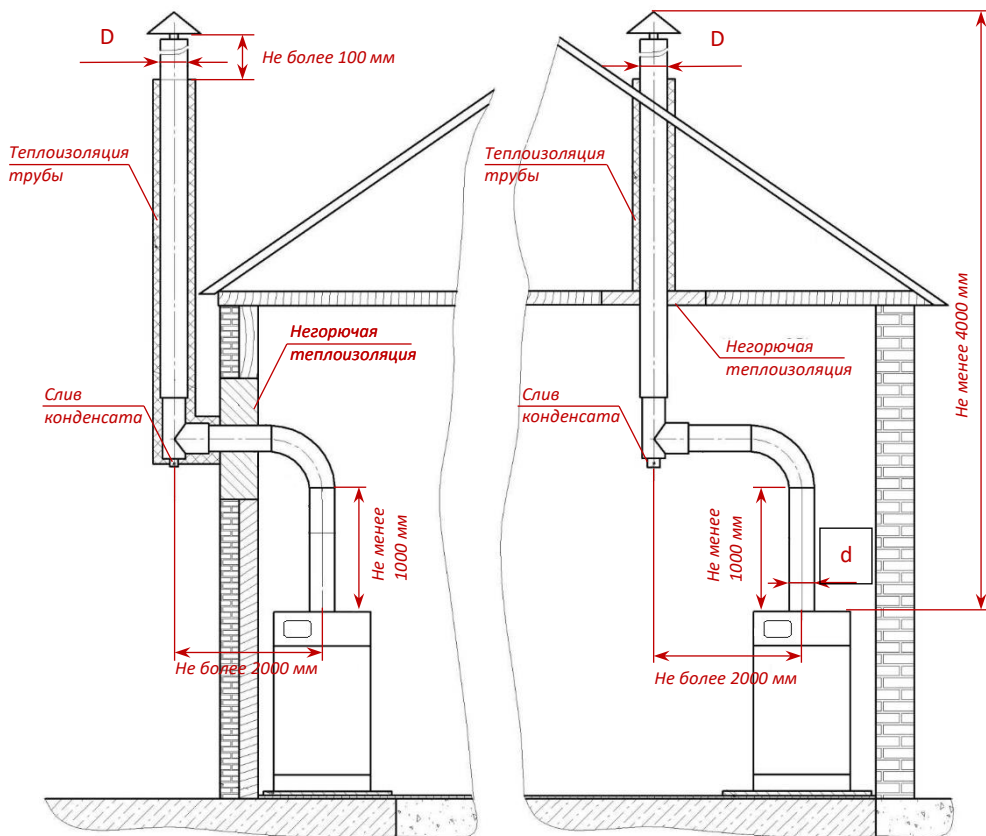 D
Не более 100 мм
Теплоизоляция
трубы
Негорючая
теплоизоляция
Слив
конденсата
Не менее
1000 мм
Не более 2000 мм
D
Теплоизоляция
трубы
Негорючая
теплоизоляция
Слив
конденсата
Не менее
1000 мм
d
Не более 2000 мм
Не менее 4000 мм